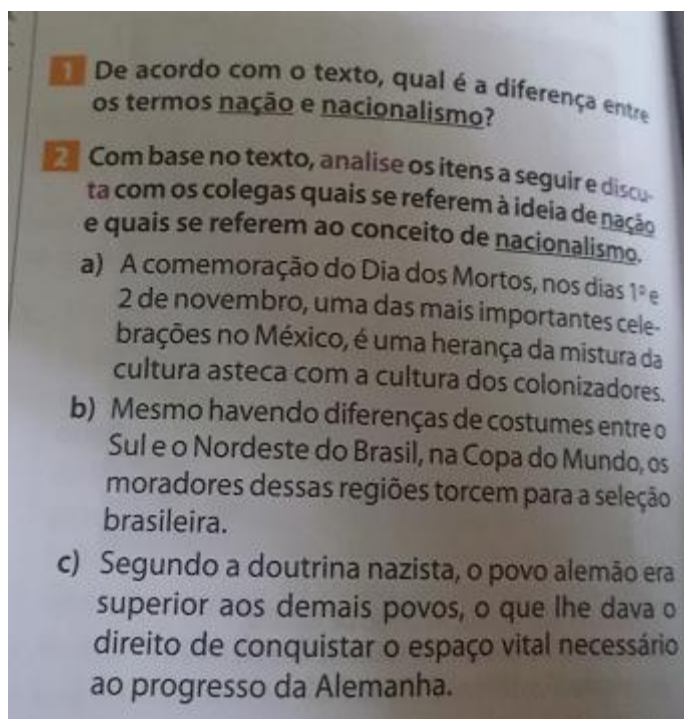 1 De acordo com o texto, qual é a diferença entre
os termos nação e nacionalismo?
2 Com base no texto, analise os itens a seguir e discu-
ta com os colegas quais se referem à ideia de nação
e quais se referem ao conceito de nacionalismo.
a) A comemoração do Dia dos Mortos, nos dias 1º e
2 de novembro, uma das mais importantes cele-
brações no México, é uma herança da mistura da
cultura asteca com a cultura dos colonizadores.
b) Mesmo havendo diferenças de costumes entre o
Sul e o Nordeste do Brasil, na Copa do Mundo, os
moradores dessas regiões torcem para a seleção
brasileira.
c) Segundo a doutrina nazista, o povo alemão era
superior aos demais povos, o que lhe dava o
direito de conquistar o espaço vital necessário
ao progresso da Alemanha.